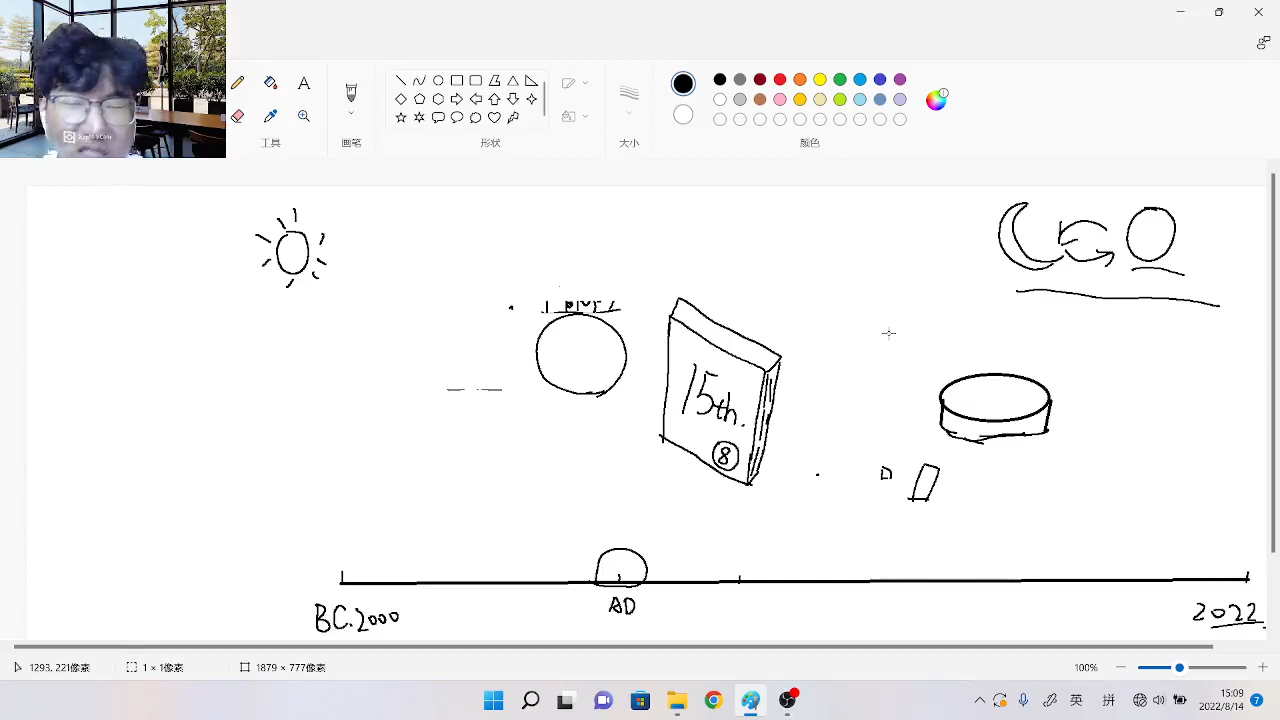 工具
画笔
形状
大小
颜色
15th.
8
AD
BC.2000
2022
1293, 221像素
1 × 1像素
1879 × 777像素
100%
英
15:09
2022/8/14
7